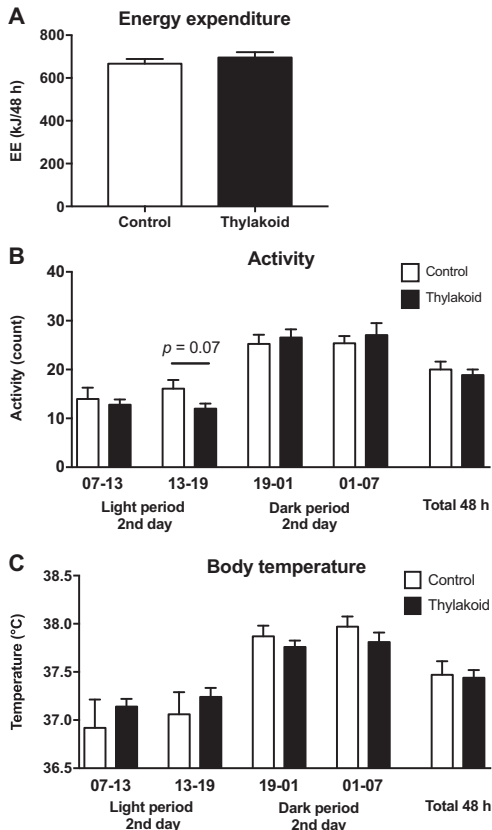 A
Energy expenditure
EE (kJ/48 h)
800
600
400
200
0
Control
Thylakoid
B
Activity
Control
Thylakoid
Activity (count)
40
30
20
10
0
p = 0.07
07-13
13-19
19-01
01-07
Light period
2nd day
Dark period
2nd day
Total 48 h
C
Body temperature
Control
Thylakoid
Temperature (°C)
38.5
38.0
37.5
37.0
36.5
07-13
13-19
19-01
01-07
Light period
2nd day
Dark period
2nd day
Total 48 h